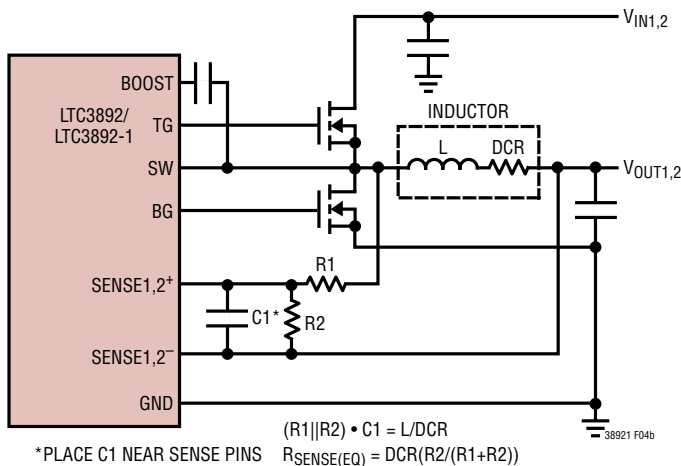 V_IN1,2
BOOST
LTC3892/
LTC3892-1
TG
INDUCTOR
L
DCR
SW
V_OUT1,2
BG
R1
SENSE1,2⁺
C1*
R2
SENSE1,2⁻
GND
38921 F04b
(R1||R2) • C1 = L/DCR
*PLACE C1 NEAR SENSE PINS
R_SENSE(EQ) = DCR(R2/(R1+R2))